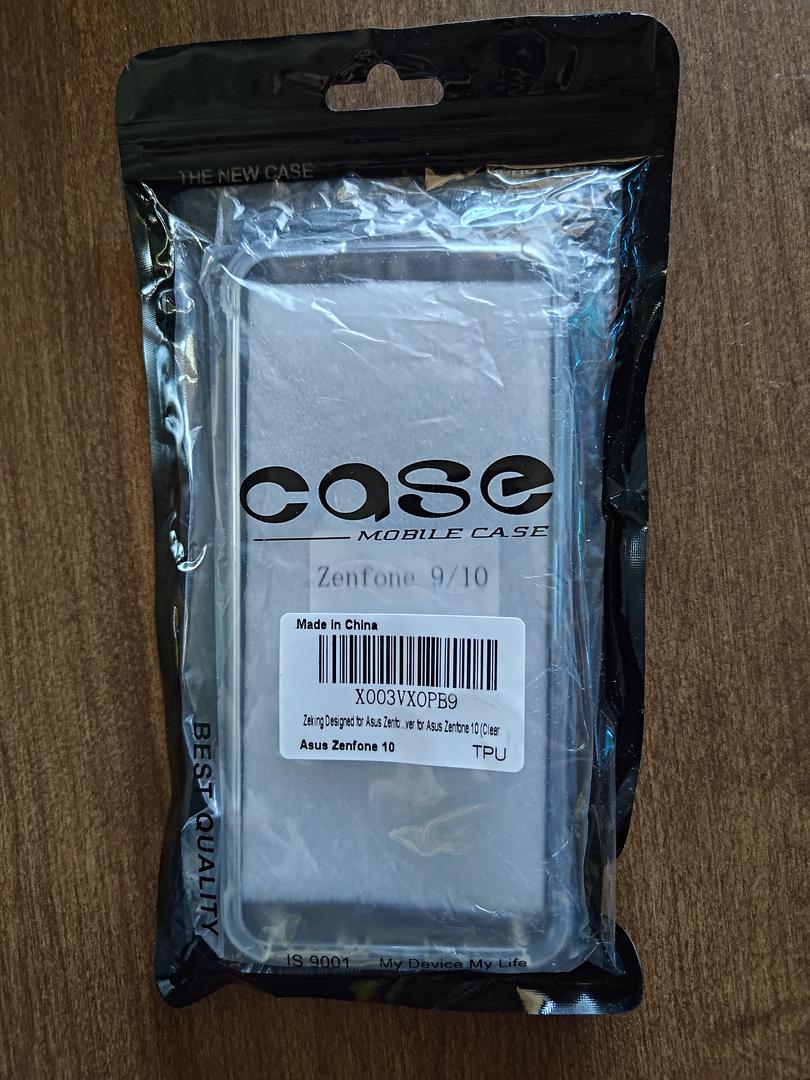 THE NEW CASE
case
MOBILE CASE
Zenfone 9/10
Made in China
X003VX0PB9
Zeking Designed for Asus Zenfo...ver for Asus Zenfone 10 (Clear
Asus Zenfone 10
TPU
BEST QUALITY
IS 9001
My Device My Life